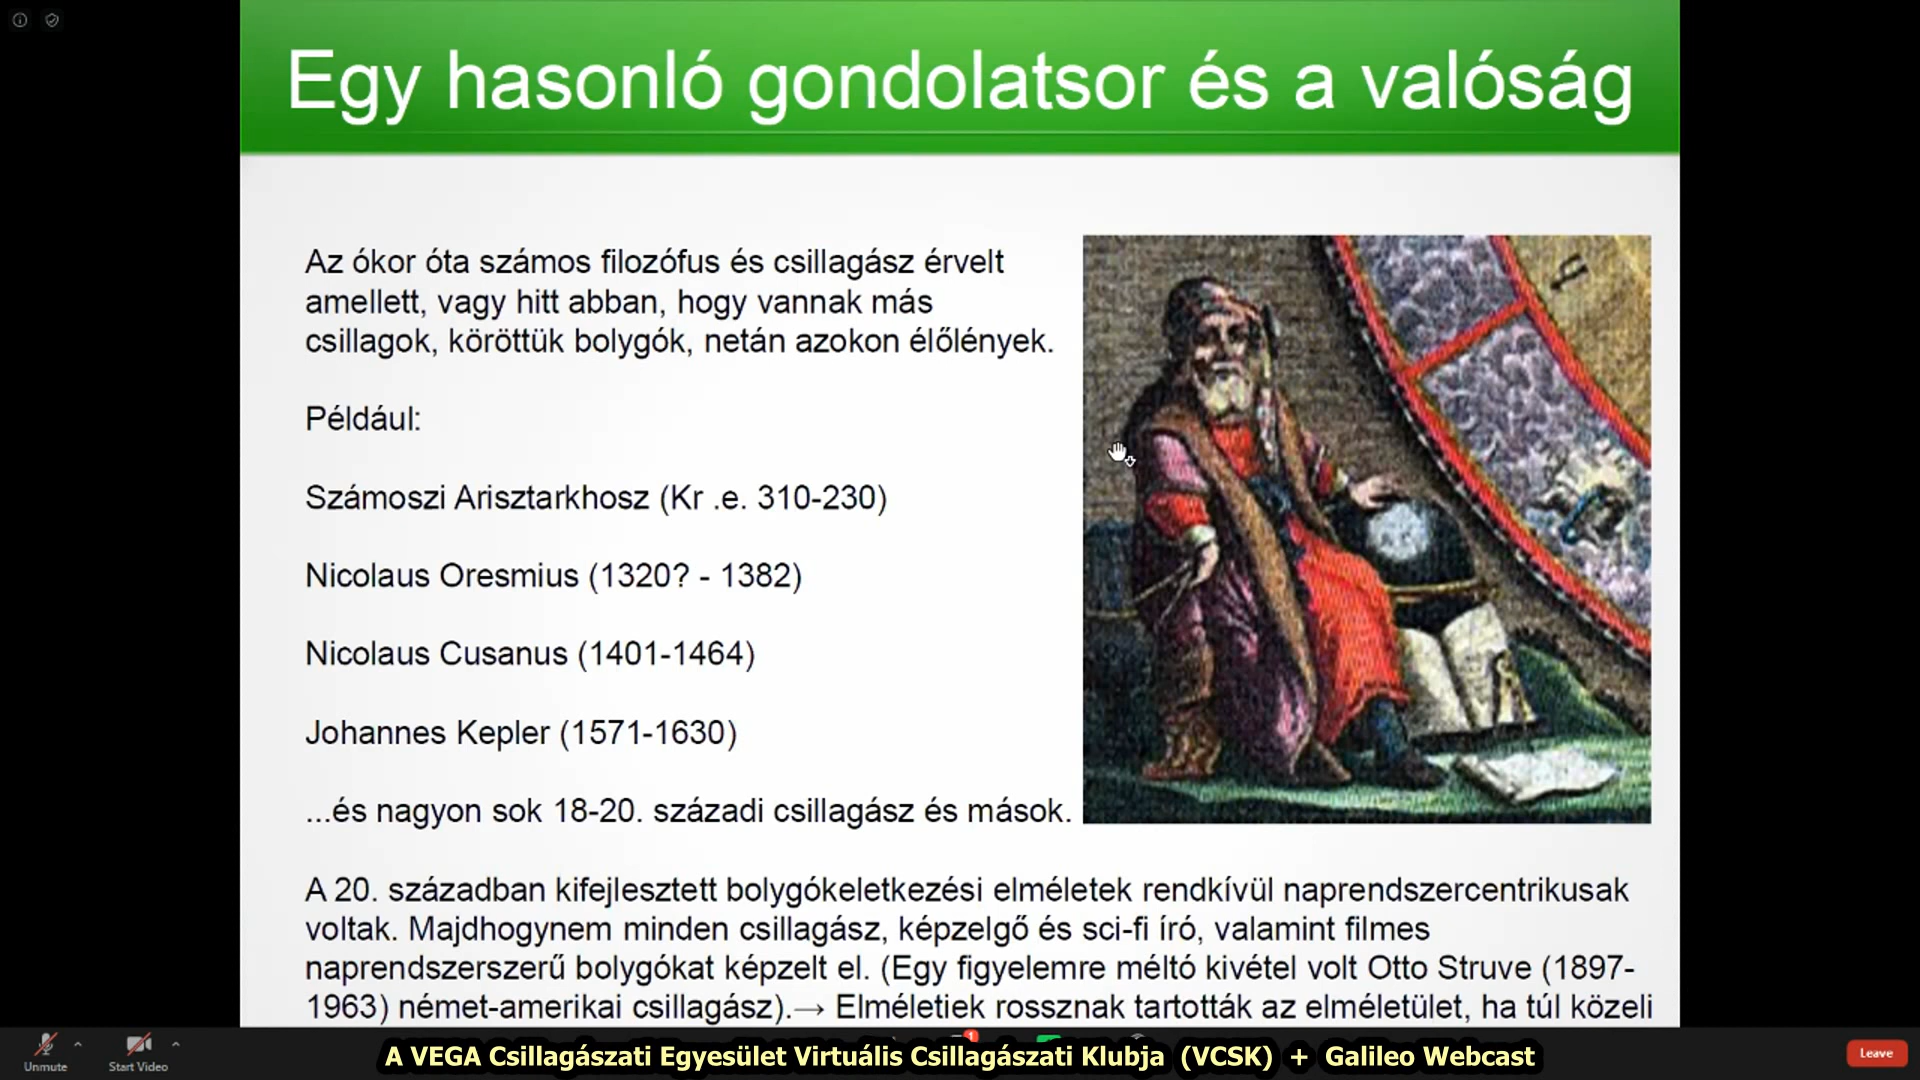 Egy hasonló gondolatsor és a valóság
Az ókor óta számos filozófus és csillagász érvelt
amellett, vagy hitt abban, hogy vannak más
csillagok, köröttük bolygók, netán azokon élőlények.
Például:
Számoszi Arisztarkhosz (Kr .e. 310-230)
Nicolaus Oresmius (1320? - 1382)
Nicolaus Cusanus (1401-1464)
Johannes Kepler (1571-1630)
...és nagyon sok 18-20. századi csillagász és mások.
A 20. században kifejlesztett bolygókeletkezési elméletek rendkívül naprendszercentrikusak
voltak. Majdhogynem minden csillagász, képzelgő és sci-fi író, valamint filmes
naprendszerszerű bolygókat képzelt el. (Egy figyelemre méltó kivétel volt Otto Struve (1897-
1963) német-amerikai csillagász).→ Elméletiek rossznak tartották az elméletület, ha túl közeli
Unmute
Start Video
1
A VEGA Csillagászati Egyesület Virtuális Csillagászati Klubja (VCSK) + Galileo Webcast
Leave